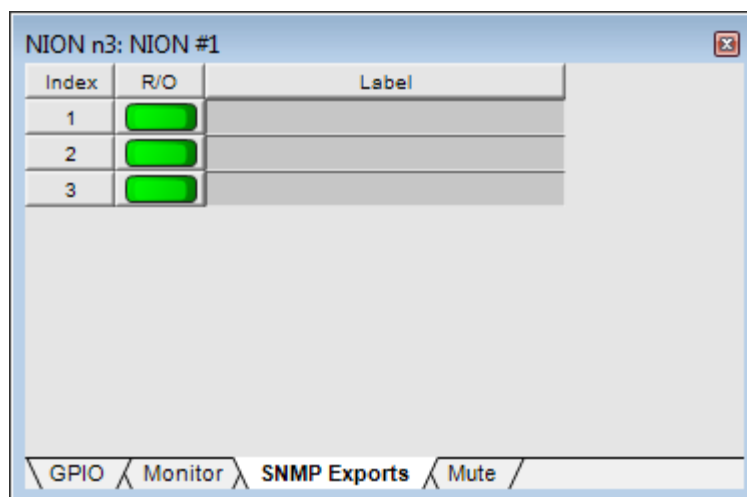 NION n3: NION #1
Index R/O Label
1
2
3
GPIO Monitor SNMP Exports Mute